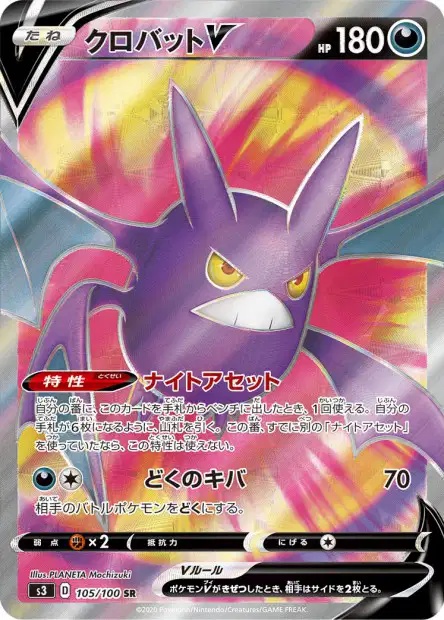 たね クロバットV HP 180
特性 とくせい ナイトアセット
自分の番に、このカードを手札からベンチに出したとき、1回使える。自分の
手札が6枚になるように、山札を引く。この番、すでに別の「ナイトアセット」
を使っていたなら、この特性は使えない。
どくのキバ 70
相手のバトルポケモンをどくにする。
弱点 ×2 抵抗力 にげる
Illus. PLANETA Mochizuki
Vルール
s3 D 105/100 SR
ポケモンVがきぜつしたとき、相手はサイドを2枚とる。
©2020 Pokémon/Nintendo/Creatures/GAME FREAK.